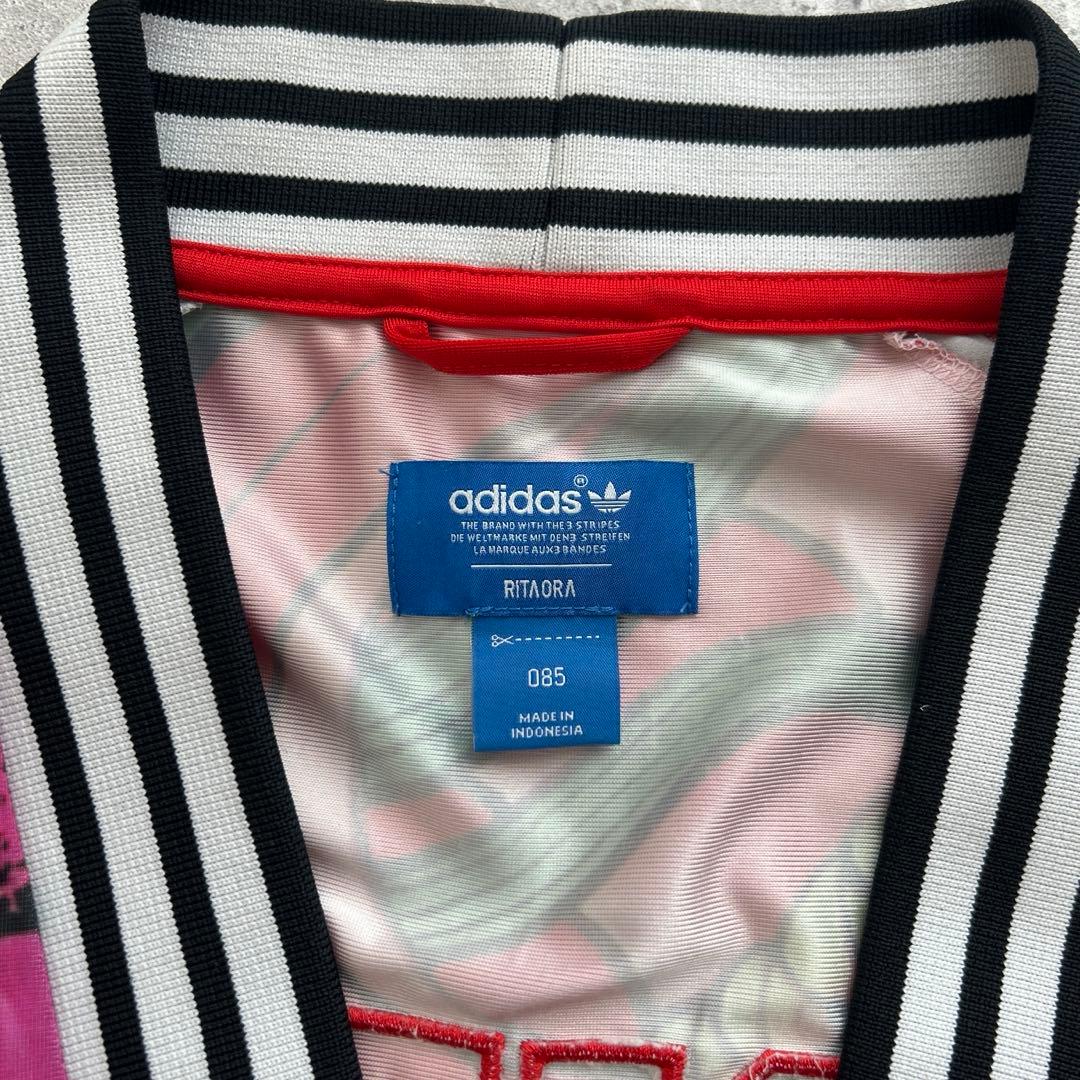 adidas®
THE BRAND WITH THE 3 STRIPES
DIE WELTMARKE MIT DEN 3 STREIFEN
LA MARQUE AUX 3 BANDES
RITA ORA
085
MADE IN
INDONESIA